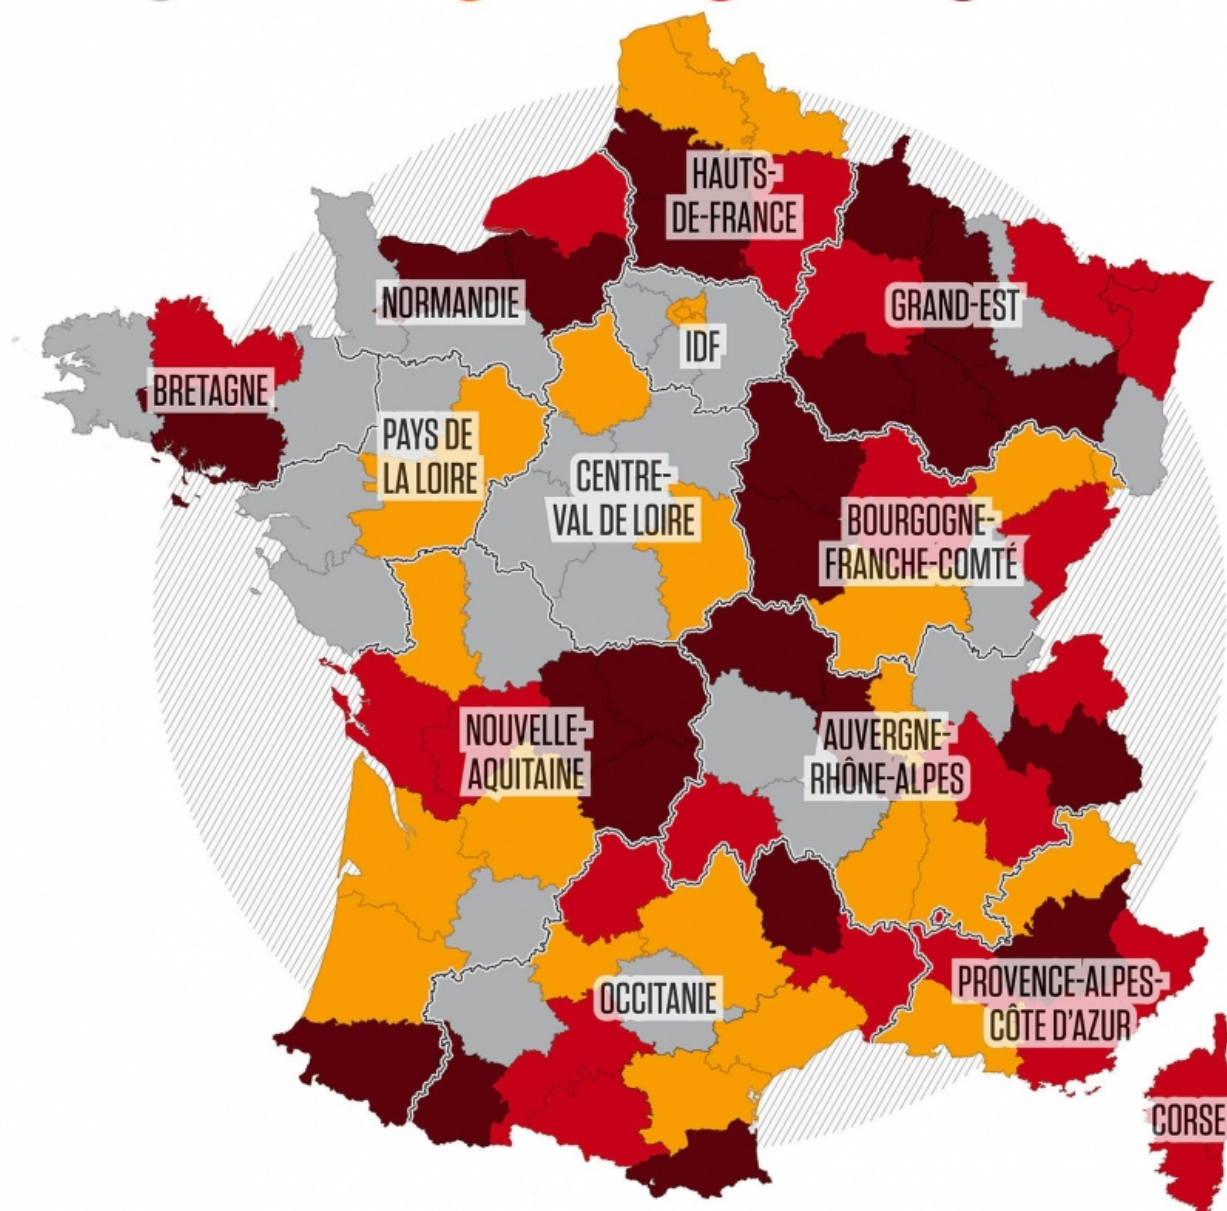 HAUTS-
DE-FRANCE
NORMANDIE
GRAND-EST
IDF
BRETAGNE
PAYS DE
LA LOIRE
CENTRE-
VAL DE LOIRE
BOURGOGNE-
FRANCHE-COMTÉ
NOUVELLE-
AQUITAINE
AUVERGNE-
RHÔNE-ALPES
OCCITANIE
PROVENCE-ALPES-
CÔTE D'AZUR
CORSE